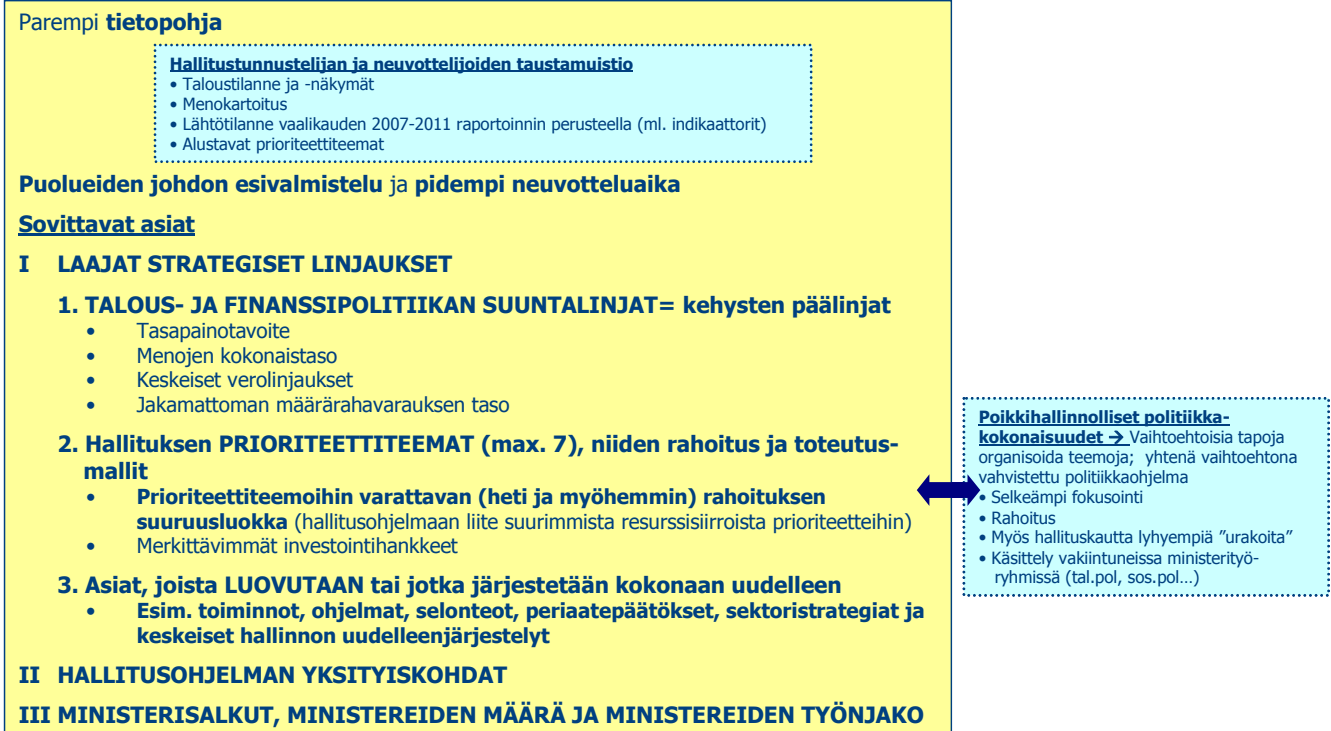 Parempi tietopohja
Hallitustunnustelijan ja neuvottelijoiden taustamuistio
• Taloustilanne ja -näkymät
• Menokartoitus
• Lähtötilanne vaalikauden 2007-2011 raportoinnin perusteella (ml. indikaattorit)
• Alustavat prioriteettiteemat
Puolueiden johdon esivalmistelu ja pidempi neuvotteluaika
Sovittavat asiat
I LAAJAT STRATEGISET LINJAUKSET
1. TALOUS- JA FINANSSIPOLITIIKAN SUUNTALINJAT= kehysten päälinjat
• Tasapainotavoite
• Menojen kokonaistaso
• Keskeiset verolinjaukset
• Jakamattoman määrärahavarauksen taso
2. Hallituksen PRIORITEETTITEEMAT (max. 7), niiden rahoitus ja toteutus-
mallit
• Prioriteettiteemoihin varattavan (heti ja myöhemmin) rahoituksen
suuruusluokka (hallitusohjelmaan liite suurimmista resurssisiirroista prioriteetteihin)
• Merkittävimmät investointihankkeet
3. Asiat, joista LUOVUTAAN tai jotka järjestetään kokonaan uudelleen
• Esim. toiminnot, ohjelmat, selonteot, periaatepäätökset, sektoristrategiat ja
keskeiset hallinnon uudelleenjärjestelyt
II HALLITUSOHJELMAN YKSITYISKOHDAT
III MINISTERISALKUT, MINISTEREIDEN MÄÄRÄ JA MINISTEREIDEN TYÖNJAKO
Poikkihallinnolliset politiikka-
kokonaisuudet → Vaihtoehtoisia tapoja
organisoida teemoja; yhtenä vaihtoehtona
vahvistettu politiikkaohjelma
• Selkeämpi fokusointi
• Rahoitus
• Myös hallituskautta lyhyempiä ”urakoita”
• Käsittely vakiintuneissa ministerityö-
ryhmissä (tal.pol, sos.pol…)